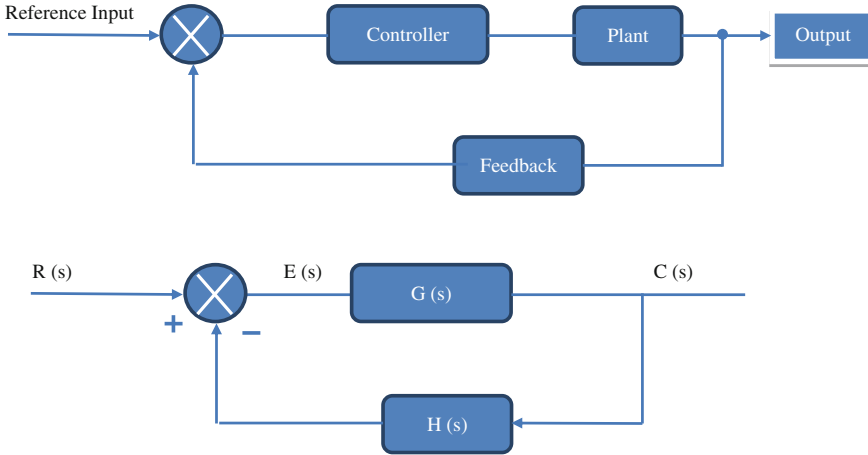 Reference Input
Controller
Plant
Output
Feedback
R (s)
E (s)
G (s)
C (s)
+
−
H (s)